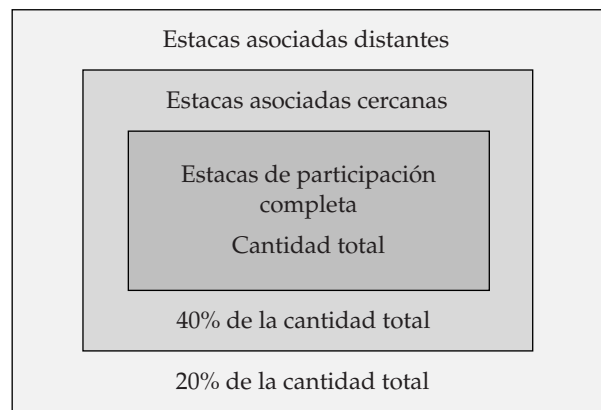 Estacas asociadas distantes
Estacas asociadas cercanas
Estacas de participación
completa
Cantidad total
40% de la cantidad total
20% de la cantidad total